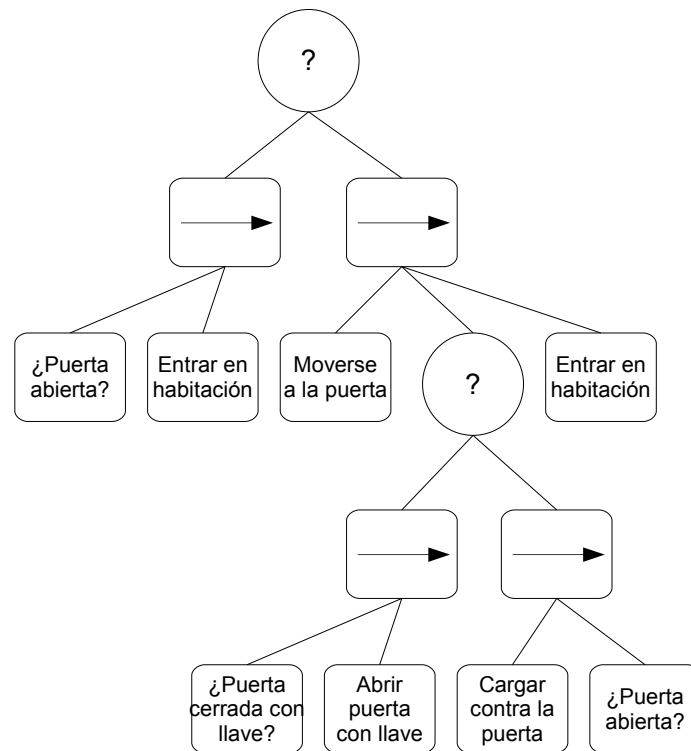 ?
¿Puerta
abierta?
Entrar en
habitación
Moverse
a la puerta
?
Entrar en
habitación
¿Puerta
cerrada con
llave?
Abrir
puerta
con llave
Cargar
contra la
puerta
¿Puerta
abierta?